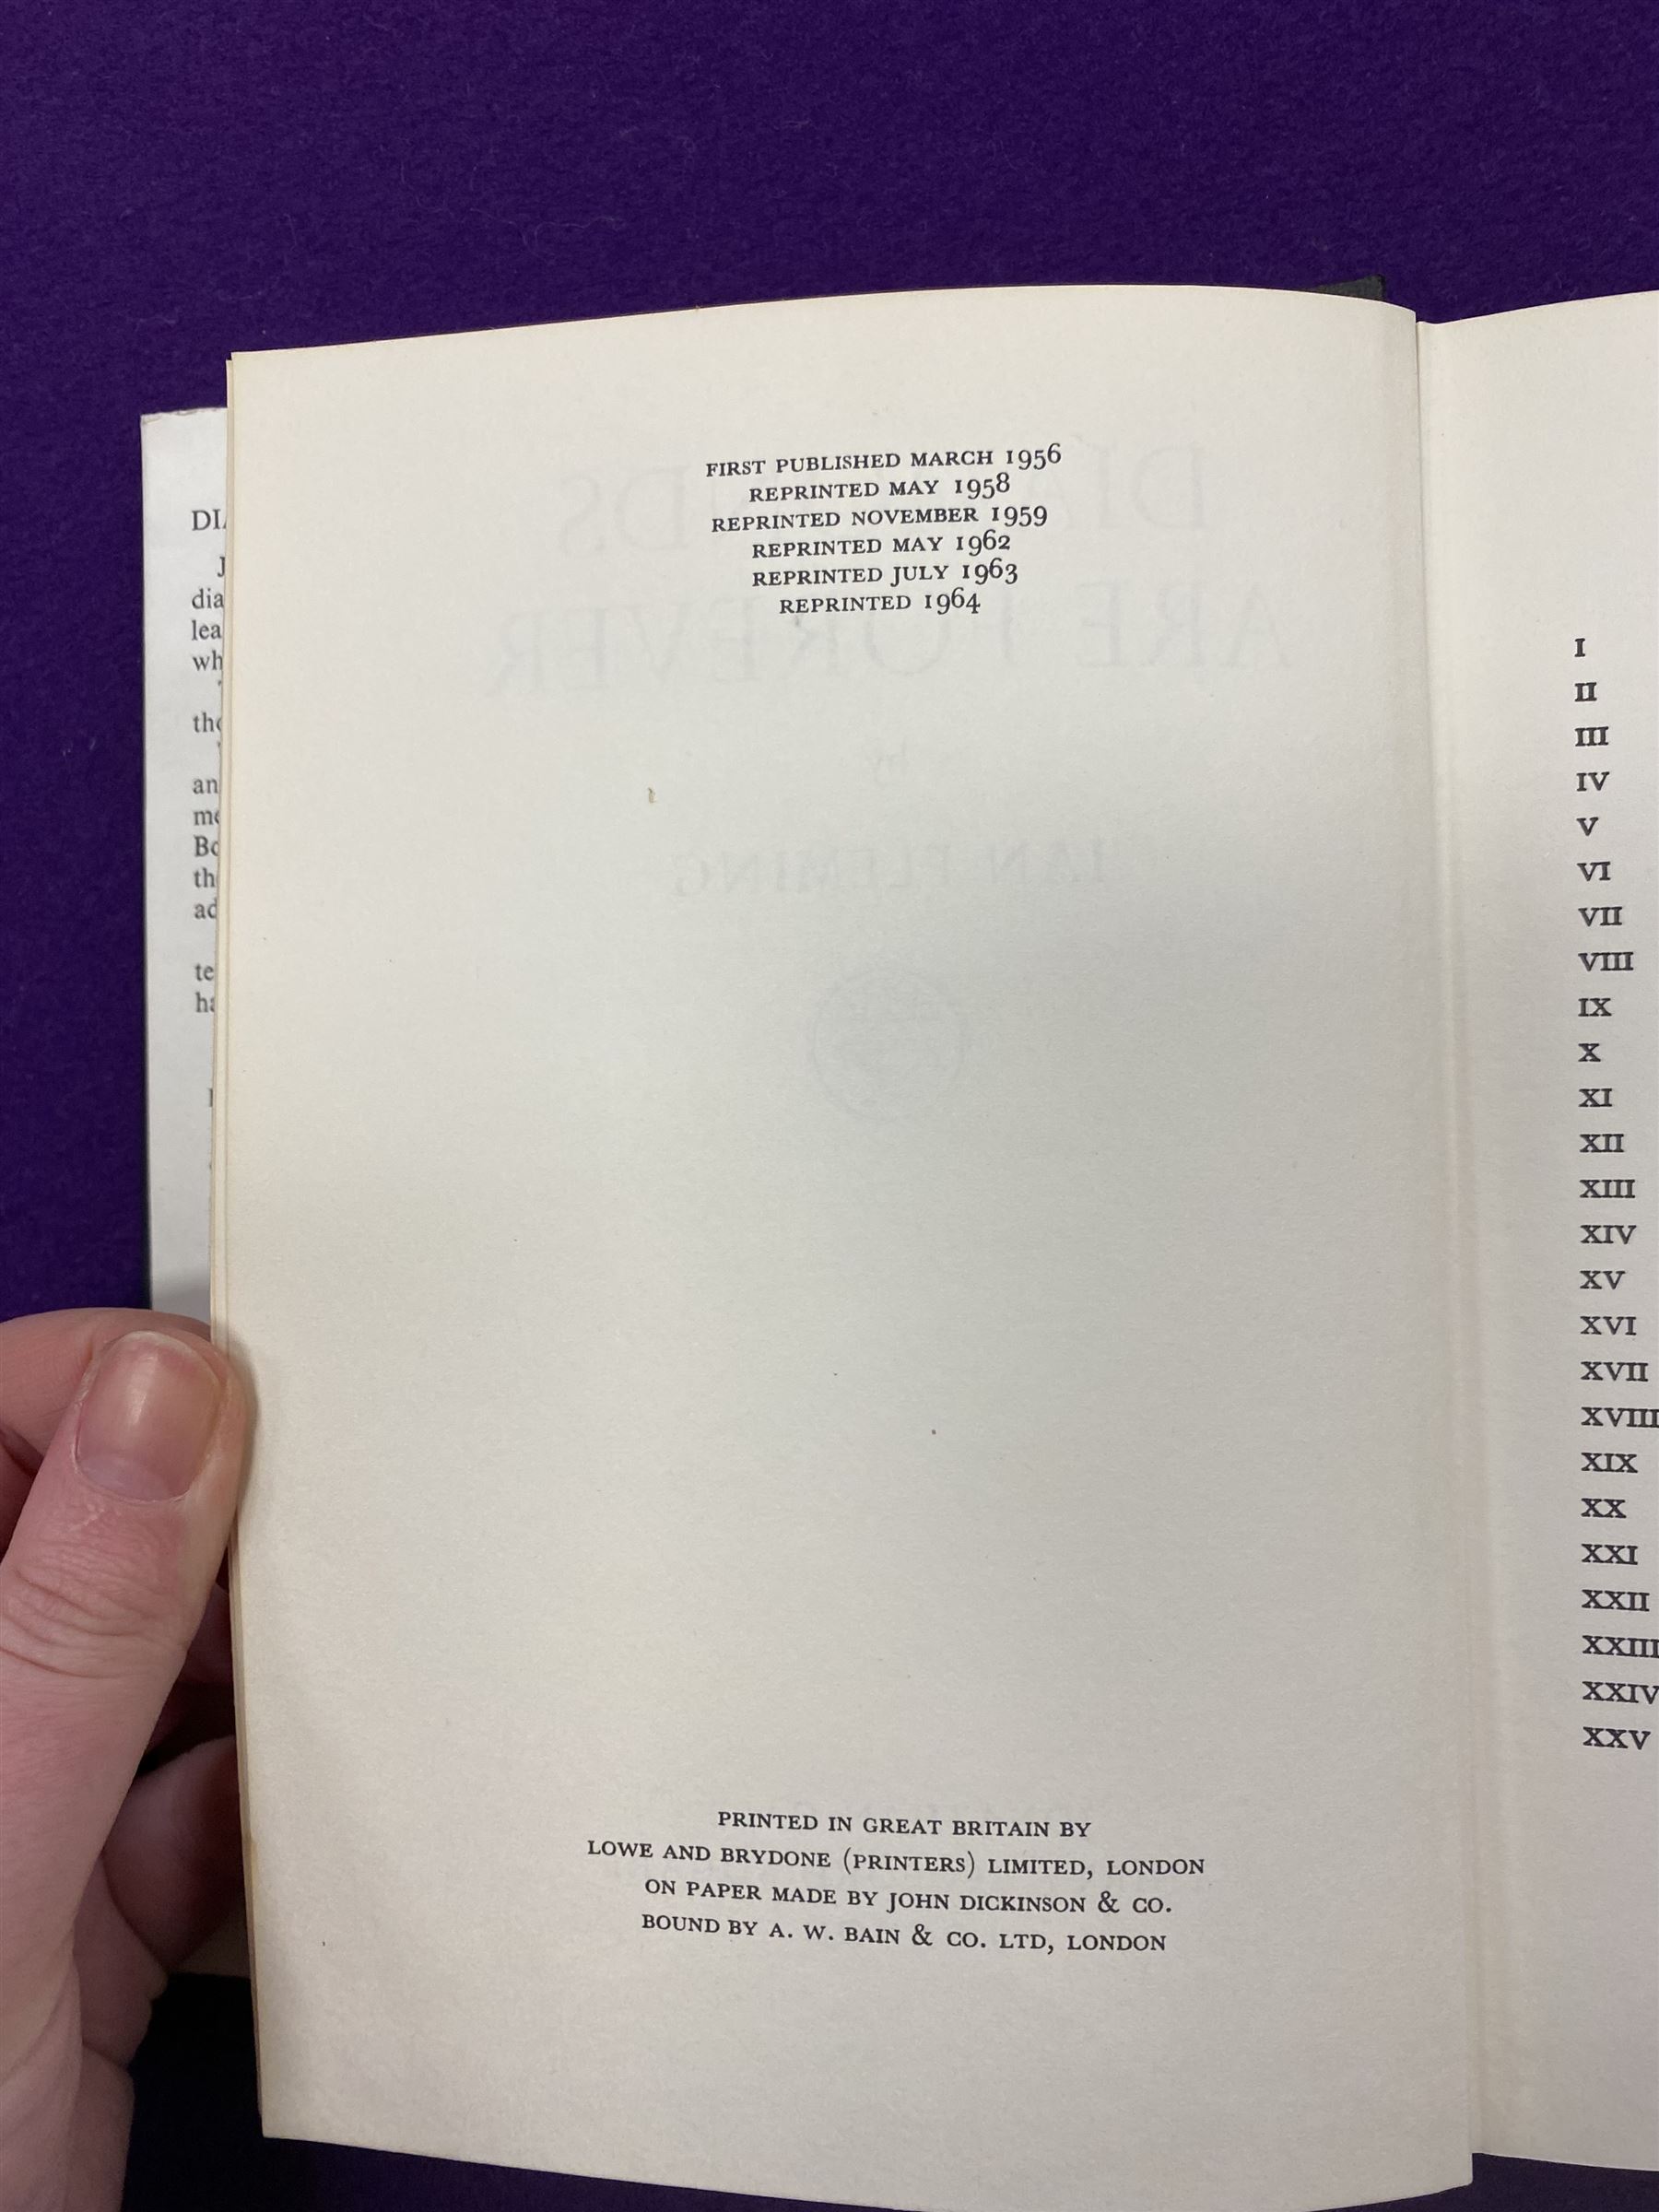 FIRST PUBLISHED MARCH 1956
REPRINTED MAY 1958
REPRINTED NOVEMBER 1959
REPRINTED MAY 1962
REPRINTED JULY 1963
REPRINTED 1964
PRINTED IN GREAT BRITAIN BY
LOWE AND BRYDONE (PRINTERS) LIMITED, LONDON
ON PAPER MADE BY JOHN DICKINSON & CO.
BOUND BY A. W. BAIN & CO. LTD, LONDON
I
II
III
IV
V
VI
VII
VIII
IX
X
XI
XII
XIII
XIV
XV
XVI
XVII
XVIII
XIX
XX
XXI
XXII
XXIII
XXIV
XXV